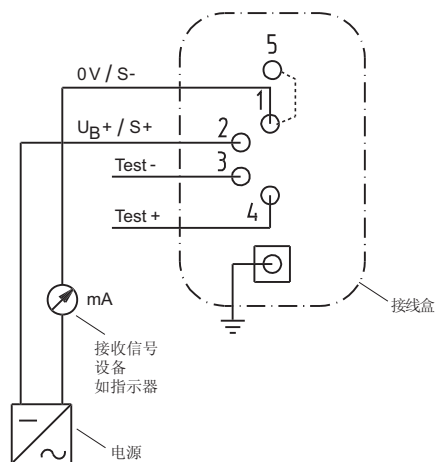 5
0V / S-
1
UB+ / S+
2
3
Test -
Test +
4
mA
接线盒
接收信号
设备
如指示器
电源